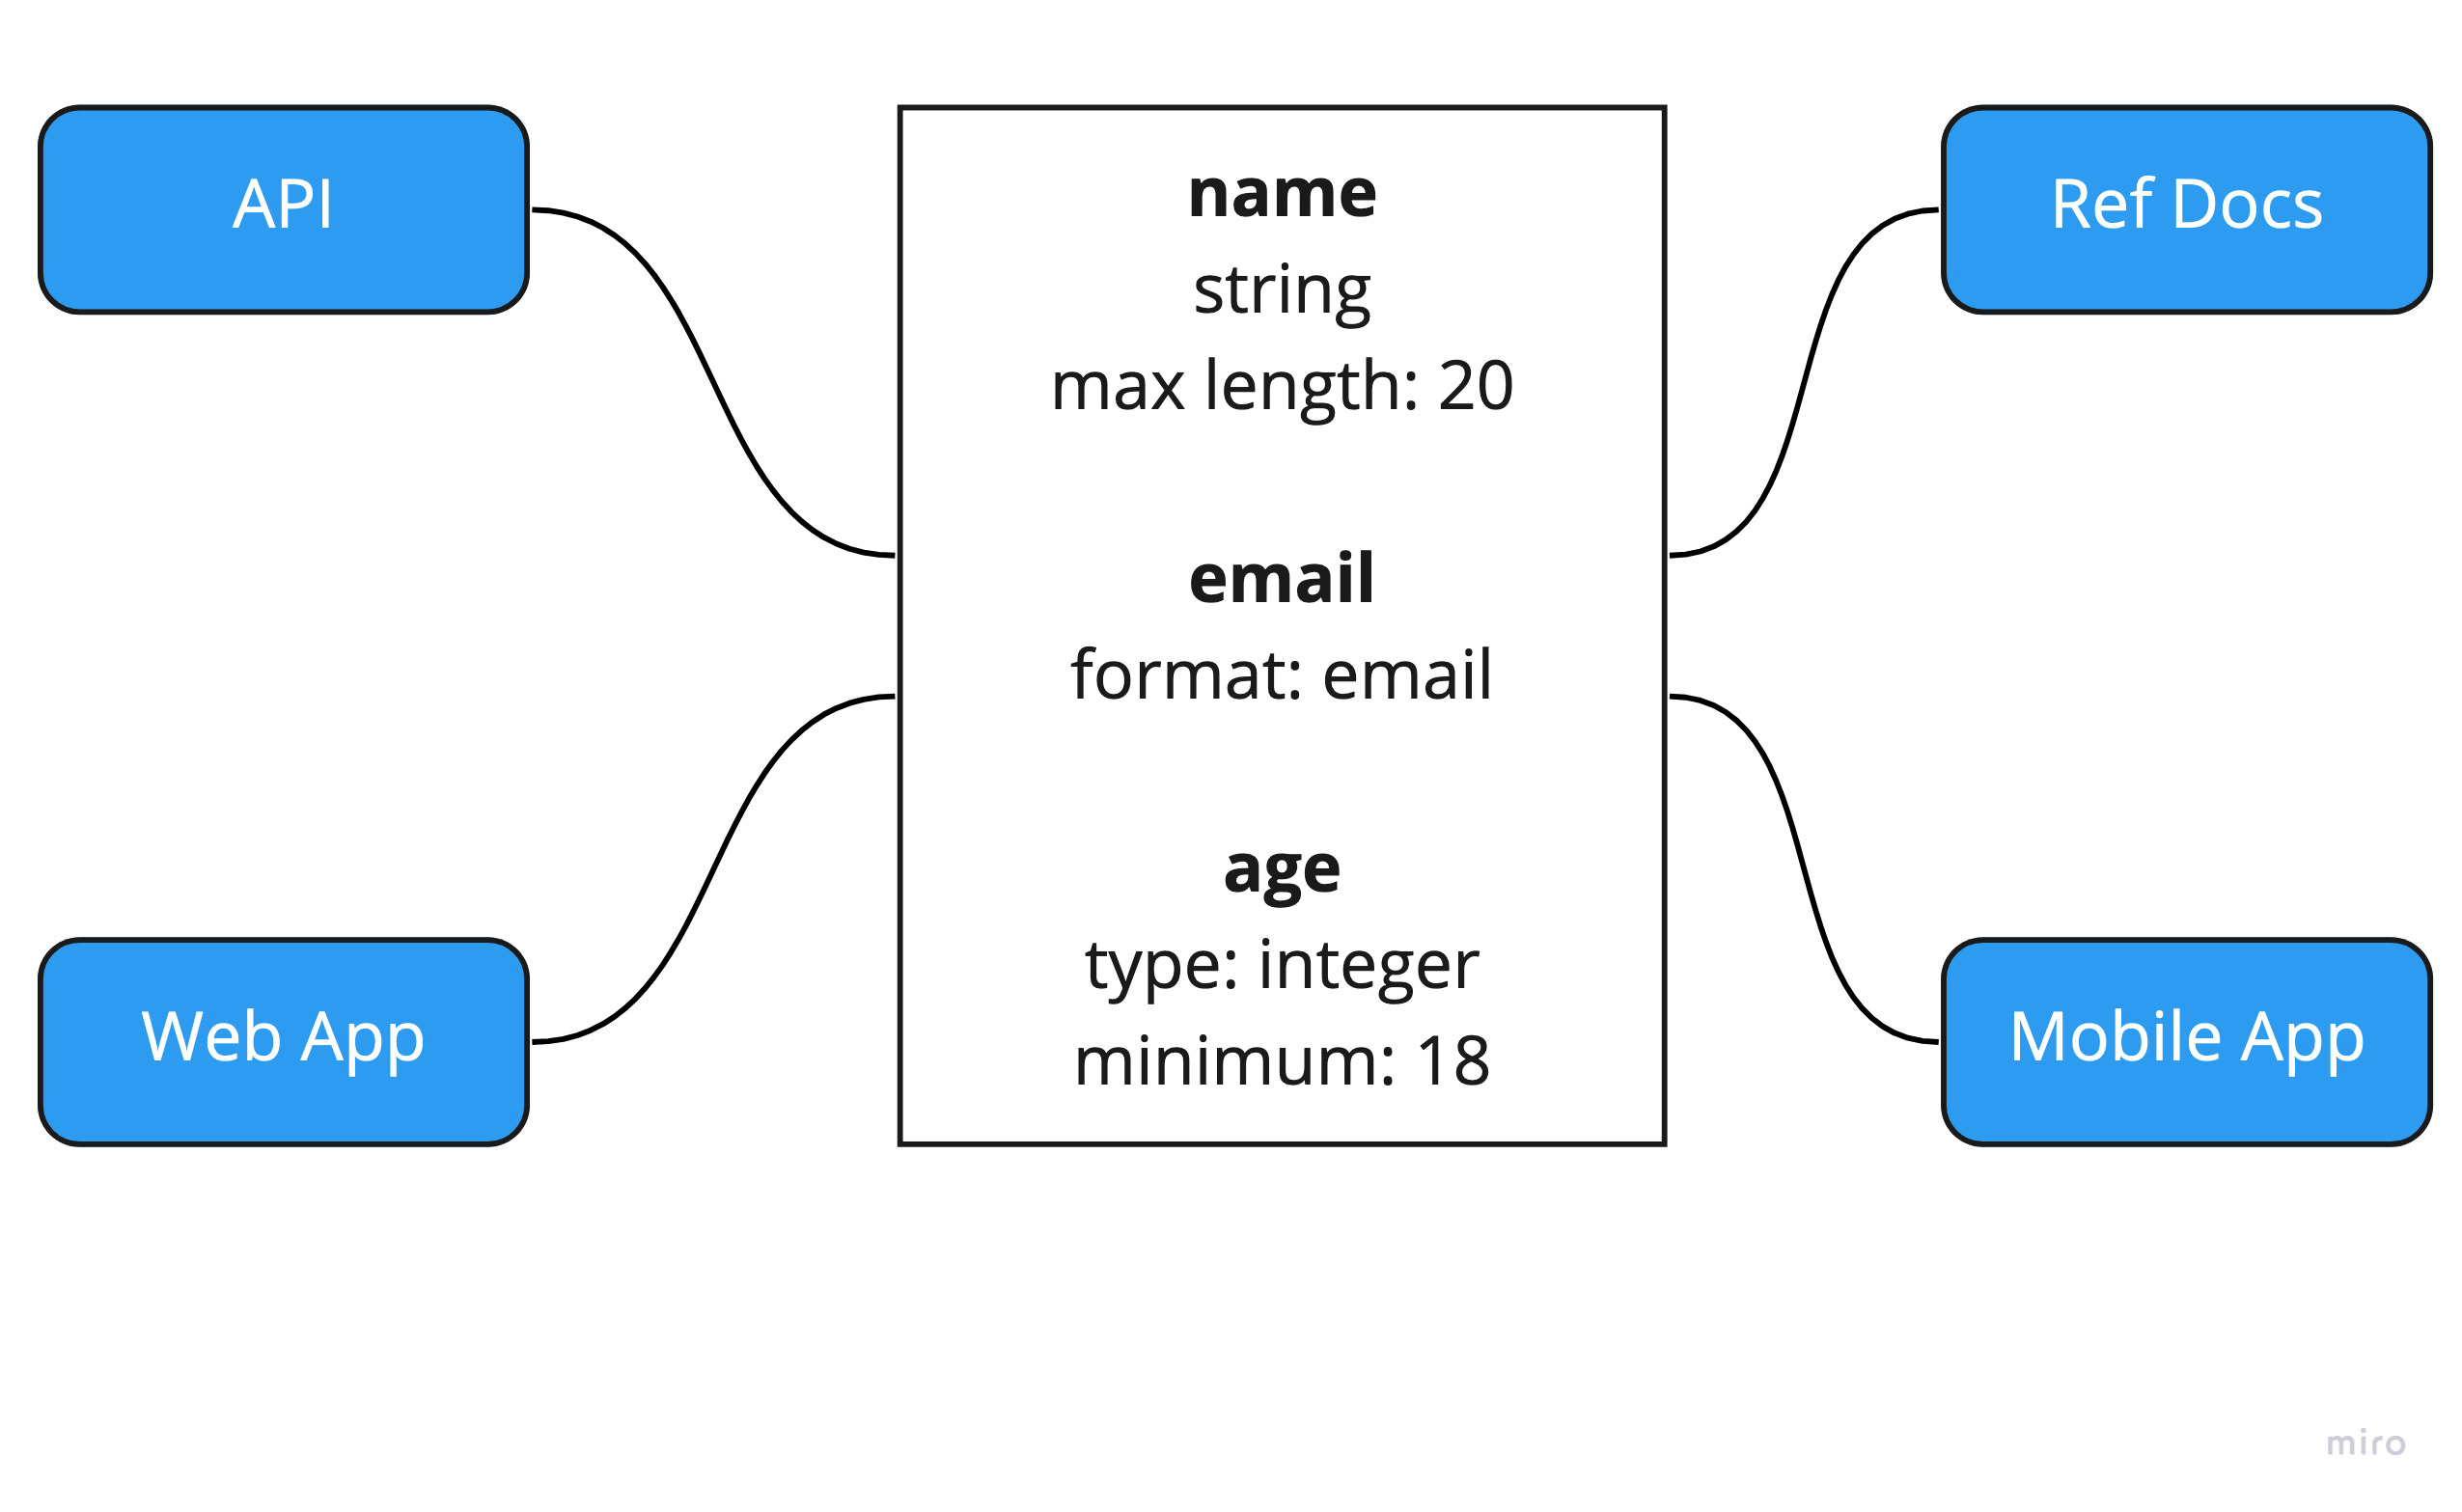 API
name
string
max length: 20
email
format: email
age
type: integer
minimum: 18
Ref Docs
Web App
Mobile App
miro